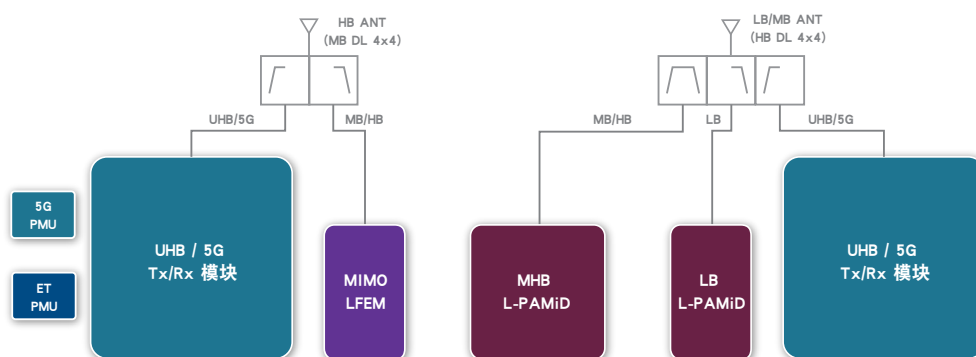 HB ANT
(MB DL 4x4)
LB/MB ANT
(HB DL 4x4)
UHB/5G
MB/HB
MB/HB
LB
UHB/5G
5G
PMU
ET
PMU
UHB / 5G
Tx/Rx 模块
MIMO
LFEM
MHB
L-PAMiD
LB
L-PAMiD
UHB / 5G
Tx/Rx 模块